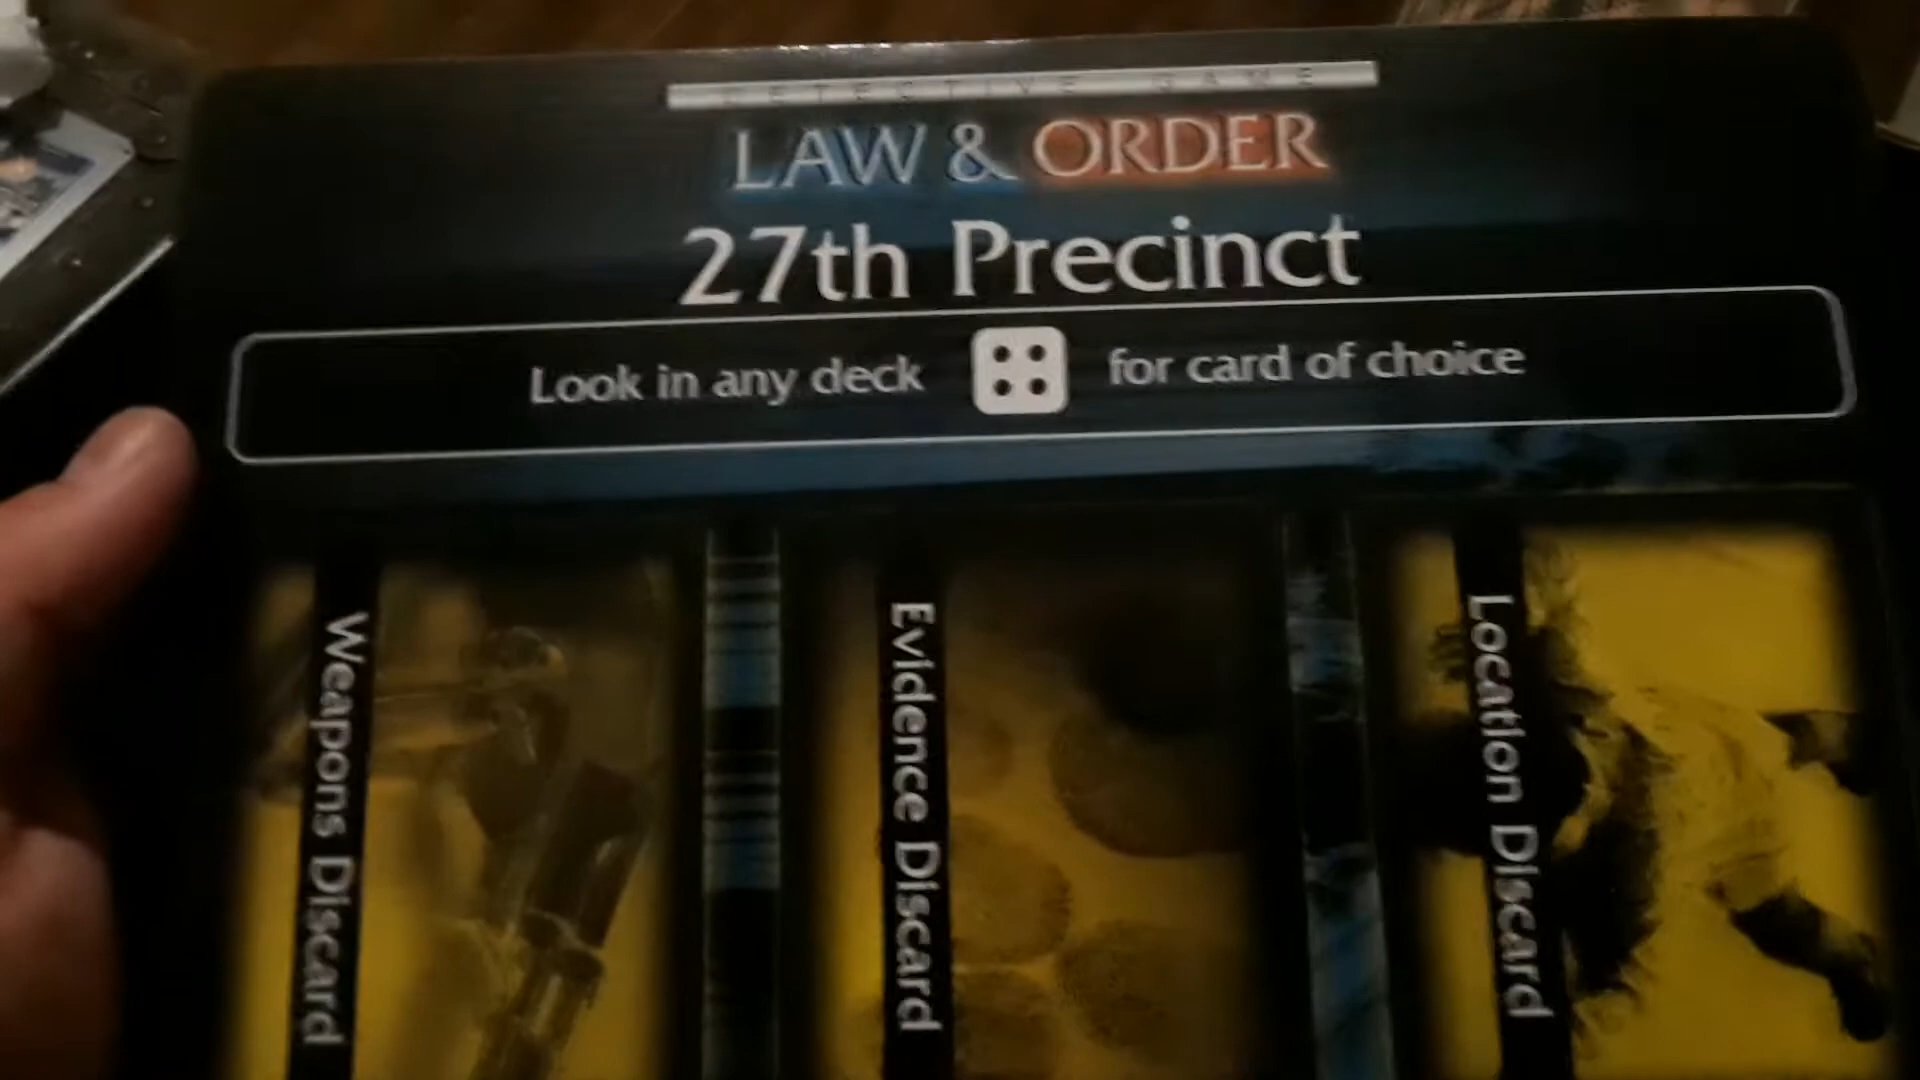 DETECTIVE GAME
LAW & ORDER
27th Precinct
Look in any deck for card of choice
Weapons Discard
Evidence Discard
Location Discard